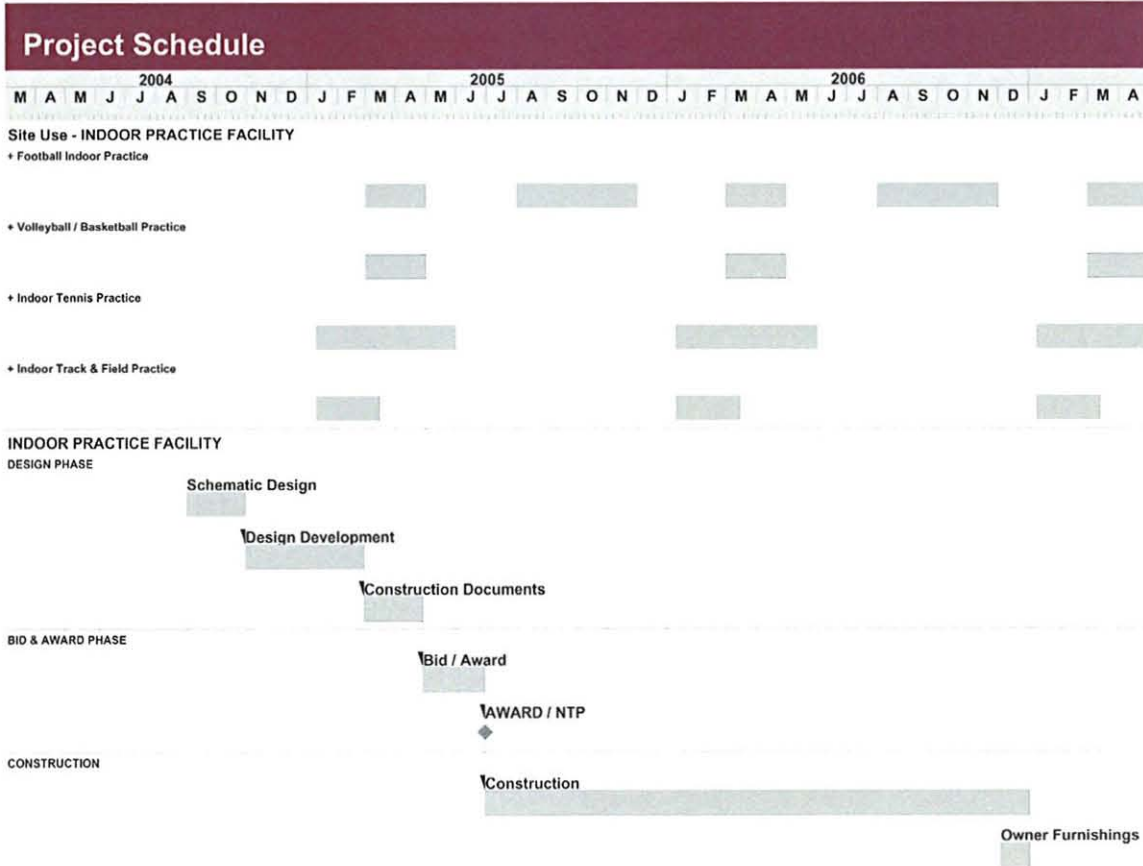 Project Schedule
2004 2005 2006
M A M J J A S O N D J F M A M J J A S O N D J F M A M J J A S O N D J F M A
Site Use - INDOOR PRACTICE FACILITY
+ Football Indoor Practice
+ Volleyball / Basketball Practice
+ Indoor Tennis Practice
+ Indoor Track & Field Practice
INDOOR PRACTICE FACILITY
DESIGN PHASE
Schematic Design
Design Development
Construction Documents
BID & AWARD PHASE
Bid / Award
AWARD / NTP
CONSTRUCTION
Construction
Owner Furnishings